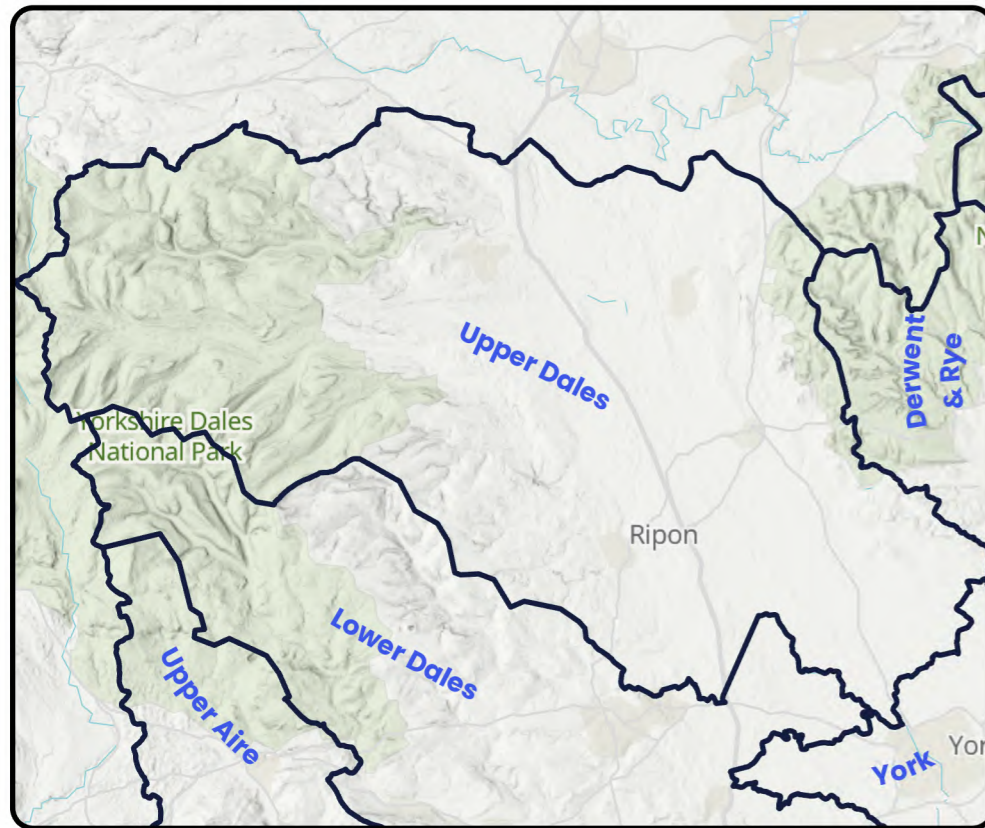 Upper Dales
Derwent
& Rye
Yorkshire Dales
National Park
Ripon
Lower Dales
Upper Aire
York